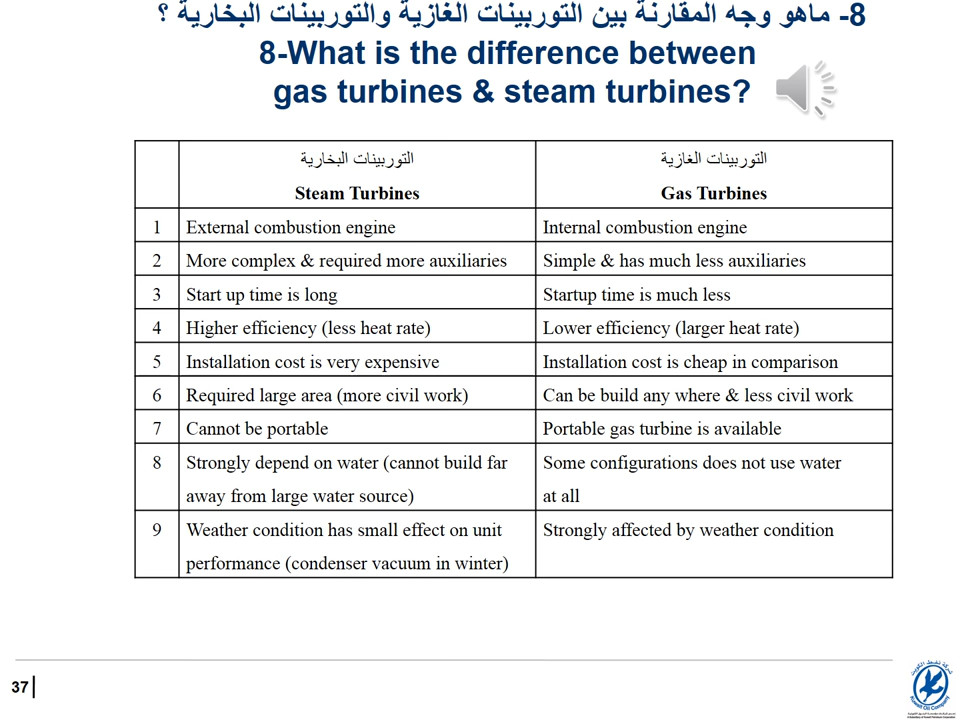 8- ماهو وجه المقارنة بين التوربينات الغازية والتوربينات البخارية ؟
8-What is the difference between
gas turbines & steam turbines?
التوربينات البخارية
Steam Turbines
التوربينات الغازية
Gas Turbines
1 External combustion engine Internal combustion engine
2 More complex & required more auxiliaries Simple & has much less auxiliaries
3 Start up time is long Startup time is much less
4 Higher efficiency (less heat rate) Lower efficiency (larger heat rate)
5 Installation cost is very expensive Installation cost is cheap in comparison
6 Required large area (more civil work) Can be build any where & less civil work
7 Cannot be portable Portable gas turbine is available
8 Strongly depend on water (cannot build far
away from large water source)
Some configurations does not use water
at all
9 Weather condition has small effect on unit
performance (condenser vacuum in winter)
Strongly affected by weather condition
37
شركة نفط الكويت
Kuwait Oil Company